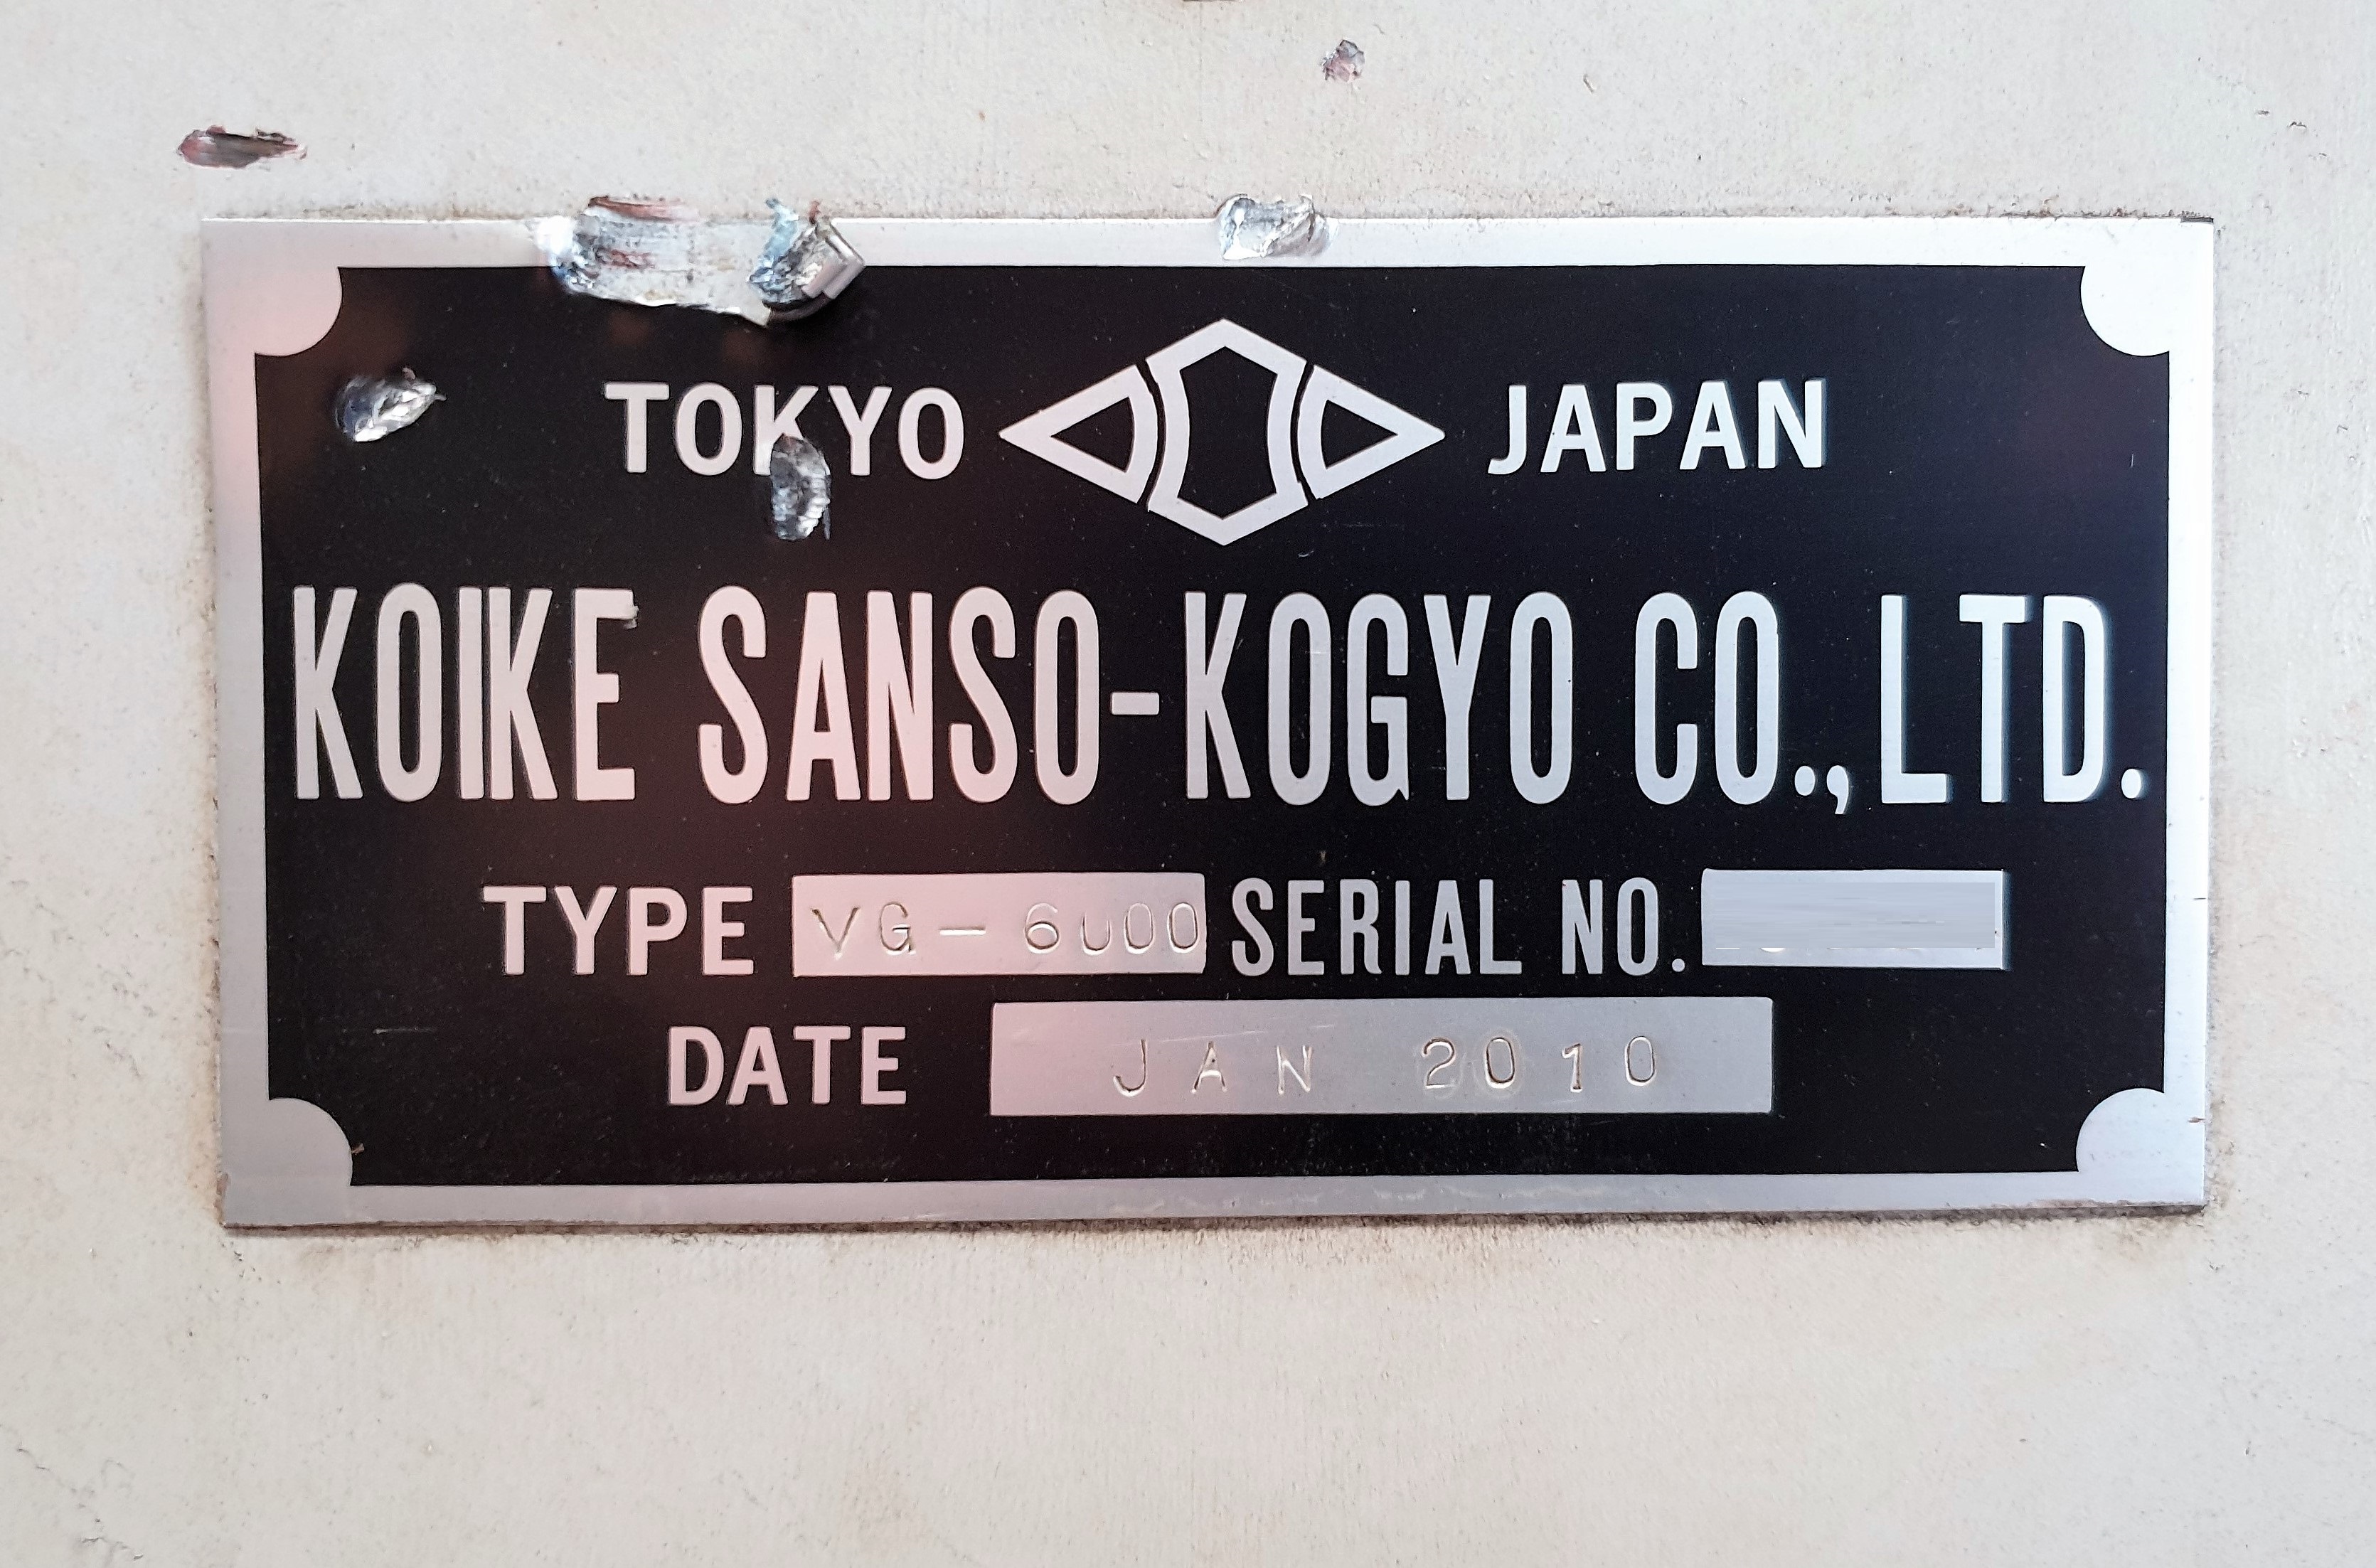 TOKYO JAPAN
KOIKE SANSO-KOGYO CO.,LTD.
TYPE VG-6000 SERIAL NO.
DATE JAN 2010